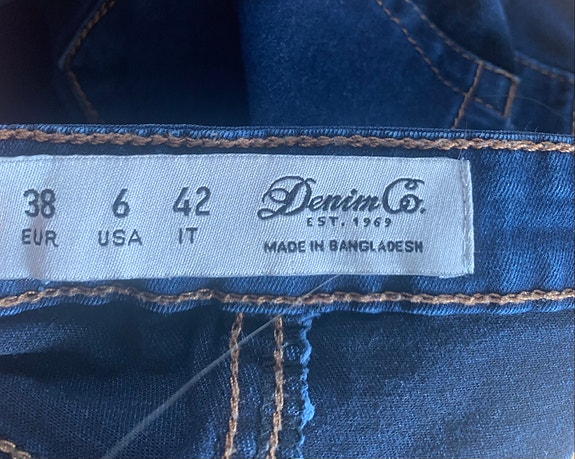 38 6 42 Denim Co.
EUR USA IT EST. 1969
MADE IN BANGLADESH